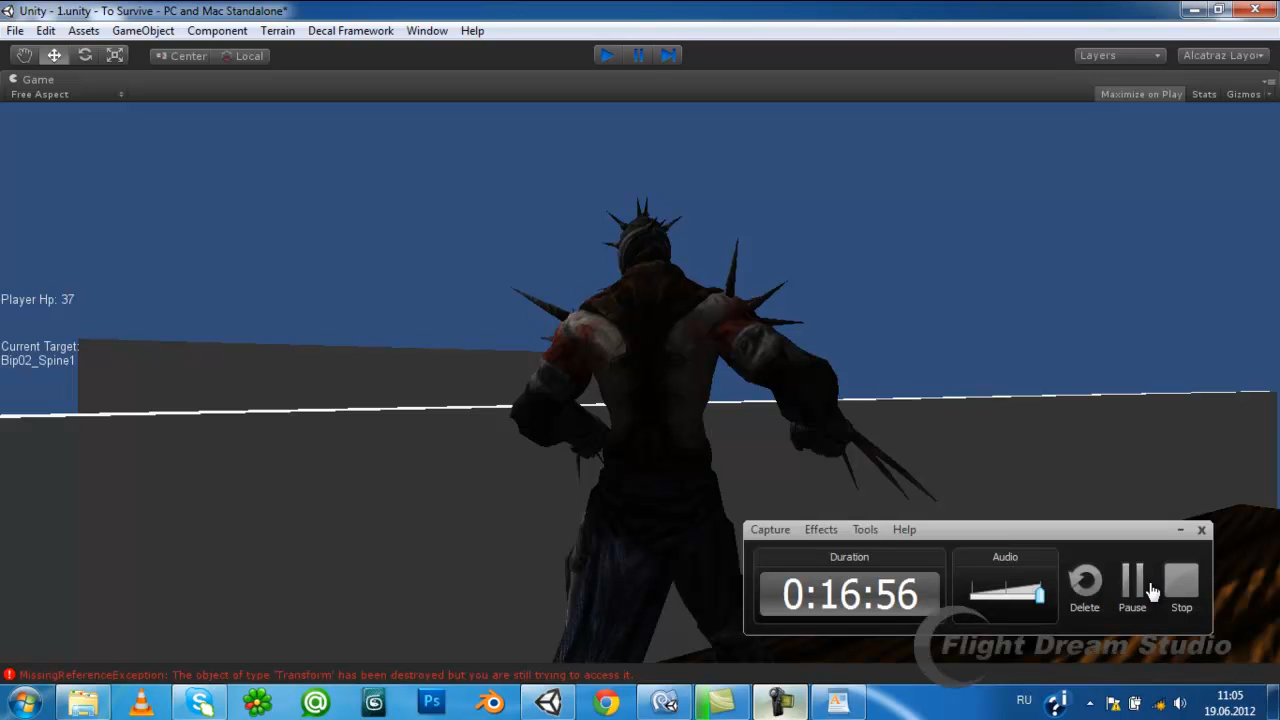 Unity - 1.unity - To Survive - PC and Mac Standalone*
File Edit Assets GameObject Component Terrain Decal Framework Window Help
Center Local Layers Alcatraz Layo
Game
Free Aspect Maximize on Play Stats Gizmos
Player Hp: 37
Current Target:
Bip02_Spine1
Capture Effects Tools Help
Duration Audio
0:16:56
Delete Pause Stop
Flight Dream Studio
MissingReferenceException: The object of type 'Transform' has been destroyed but you are still trying to access it.
Ps
RU
11:05
19.06.2012